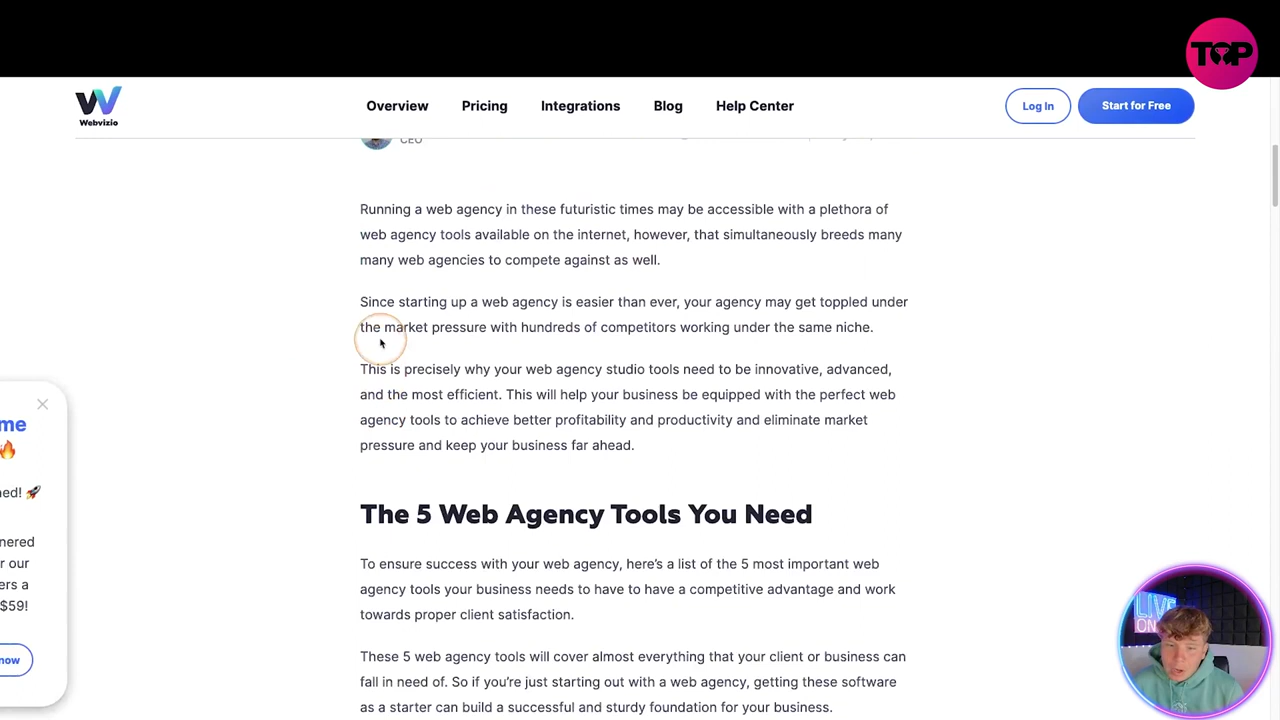 TOP
Webvizio
Overview
Pricing
Integrations
Blog
Help Center
Log In
Start for Free
CEO
Running a web agency in these futuristic times may be accessible with a plethora of
web agency tools available on the internet, however, that simultaneously breeds many
many web agencies to compete against as well.
Since starting up a web agency is easier than ever, your agency may get toppled under
the market pressure with hundreds of competitors working under the same niche.
This is precisely why your web agency studio tools need to be innovative, advanced,
and the most efficient. This will help your business be equipped with the perfect web
agency tools to achieve better profitability and productivity and eliminate market
pressure and keep your business far ahead.
The 5 Web Agency Tools You Need
To ensure success with your web agency, here's a list of the 5 most important web
agency tools your business needs to have to have a competitive advantage and work
towards proper client satisfaction.
These 5 web agency tools will cover almost everything that your client or business can
fall in need of. So if you're just starting out with a web agency, getting these software
as a starter can build a successful and sturdy foundation for your business.
me
ned! 🚀
nered
r our
ers a
$59!
now
LIVE
ON